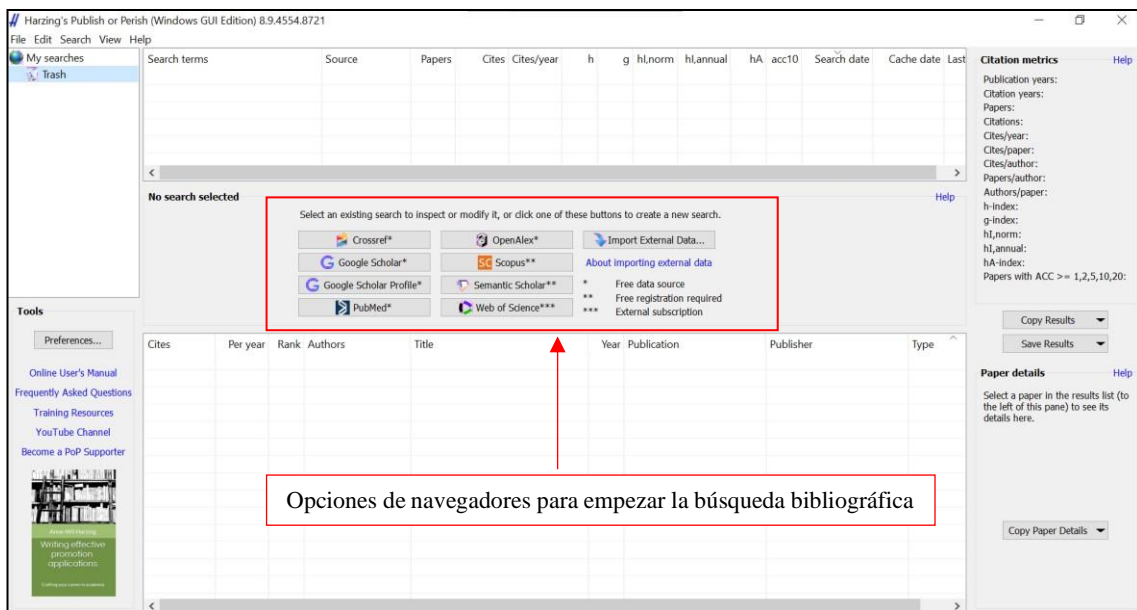 Harzing's Publish or Perish (Windows GUI Edition) 8.9.4554.8721
File Edit Search View Help
My searches
Trash
Search terms Source Papers Cites Cites/year h g hI,norm hI,annual hA acc10 Search date Cache date Last
No search selected Help
Select an existing search to inspect or modify it, or click one of these buttons to create a new search.
Crossref* OpenAlex* Import External Data...
Google Scholar* Scopus** About importing external data
Google Scholar Profile* Semantic Scholar** * Free data source
** Free registration required
PubMed* Web of Science*** *** External subscription
Citation metrics Help
Publication years:
Citation years:
Papers:
Citations:
Cites/year:
Cites/paper:
Cites/author:
Papers/author:
Authors/paper:
h-index:
g-index:
hI,norm:
hI,annual:
hA-index:
Papers with ACC >= 1,2,5,10,20:
Copy Results
Save Results
Tools
Preferences...
Online User's Manual
Frequently Asked Questions
Training Resources
YouTube Channel
Become a PoP Supporter
Writing effective
promotion
applications
Cites Per year Rank Authors Title Year Publication Publisher Type
Opciones de navegadores para empezar la búsqueda bibliográfica
Paper details Help
Select a paper in the results list (to
the left of this pane) to see its
details here.
Copy Paper Details